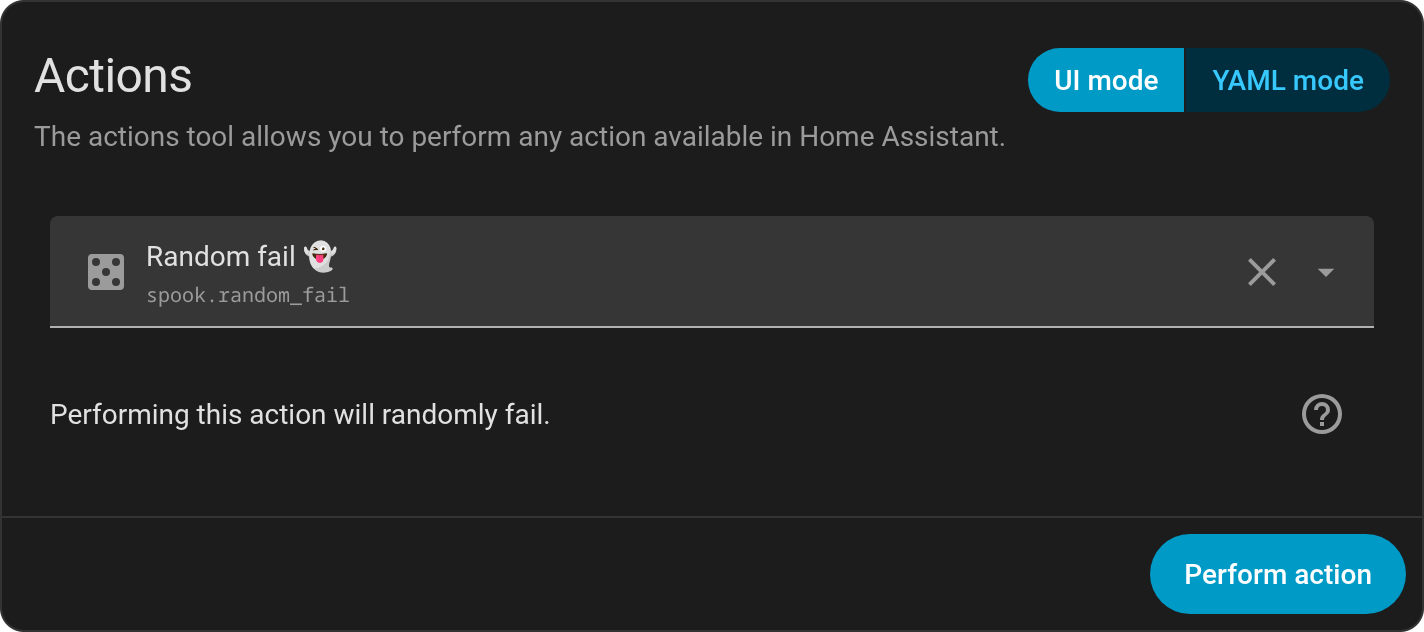 Actions
UI mode
YAML mode
The actions tool allows you to perform any action available in Home Assistant.
Random fail 👻
spook.random_fail
Performing this action will randomly fail.
Perform action